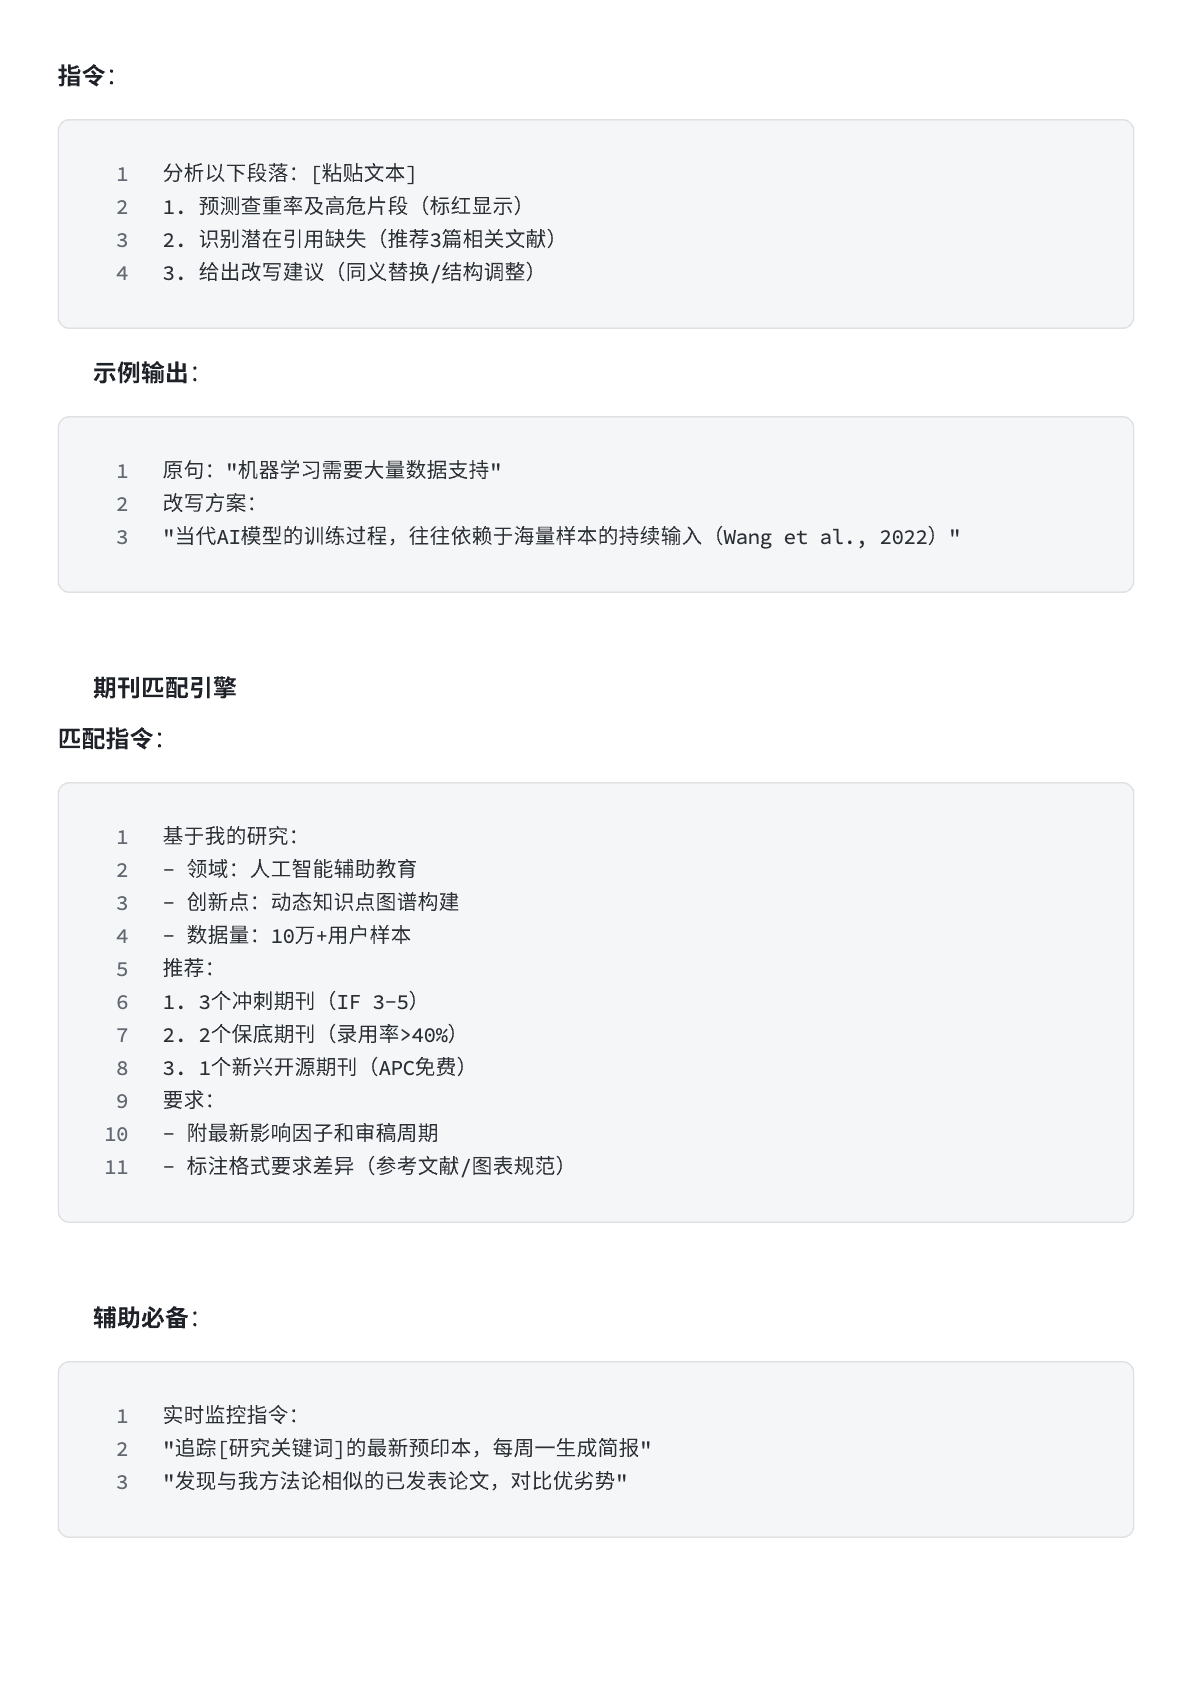 指令：
1 分析以下段落：[粘贴文本]
2 1. 预测查重率及高危片段（标红显示）
3 2. 识别潜在引用缺失（推荐3篇相关文献）
4 3. 给出改写建议（同义替换/结构调整）
示例输出：
1 原句："机器学习需要大量数据支持"
2 改写方案：
3 "当代AI模型的训练过程，往往依赖于海量样本的持续输入（Wang et al., 2022）"
期刊匹配引擎
匹配指令：
1 基于我的研究：
2 - 领域：人工智能辅助教育
3 - 创新点：动态知识点图谱构建
4 - 数据量：10万+用户样本
5 推荐：
6 1. 3个冲刺期刊（IF 3-5）
7 2. 2个保底期刊（录用率>40%）
8 3. 1个新兴开源期刊（APC免费）
9 要求：
10 - 附最新影响因子和审稿周期
11 - 标注格式要求差异（参考文献/图表规范）
辅助必备：
1 实时监控指令：
2 "追踪[研究关键词]的最新预印本，每周一生成简报"
3 "发现与我方法论相似的已发表论文，对比优劣势"